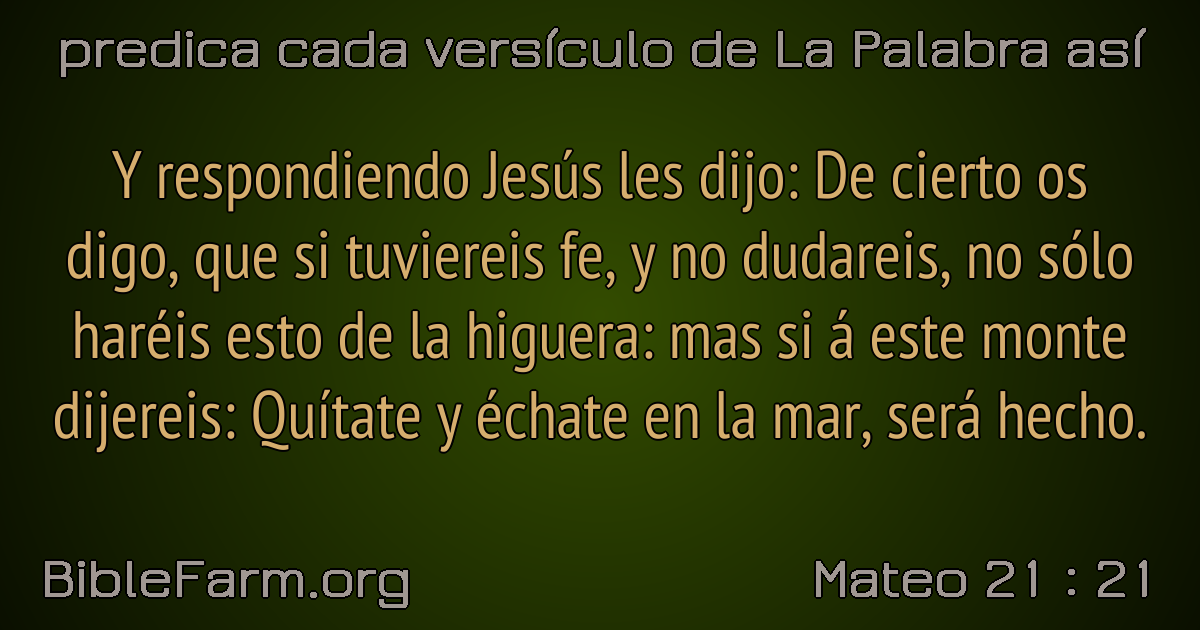 predica cada versículo de La Palabra así
Y respondiendo Jesús les dijo: De cierto os
digo, que si tuviereis fe, y no dudareis, no sólo
haréis esto de la higuera: mas si á este monte
dijereis: Quítate y échate en la mar, será hecho.
BibleFarm.org
Mateo 21 : 21